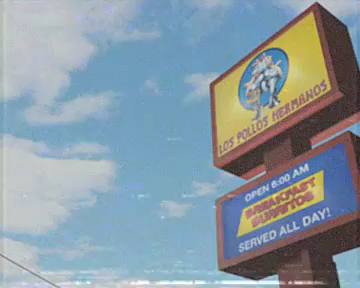 LOS POLLOS HERMANOS
OPEN 6:00 AM
BREAKFAST
BURRITOS
SERVED ALL DAY!